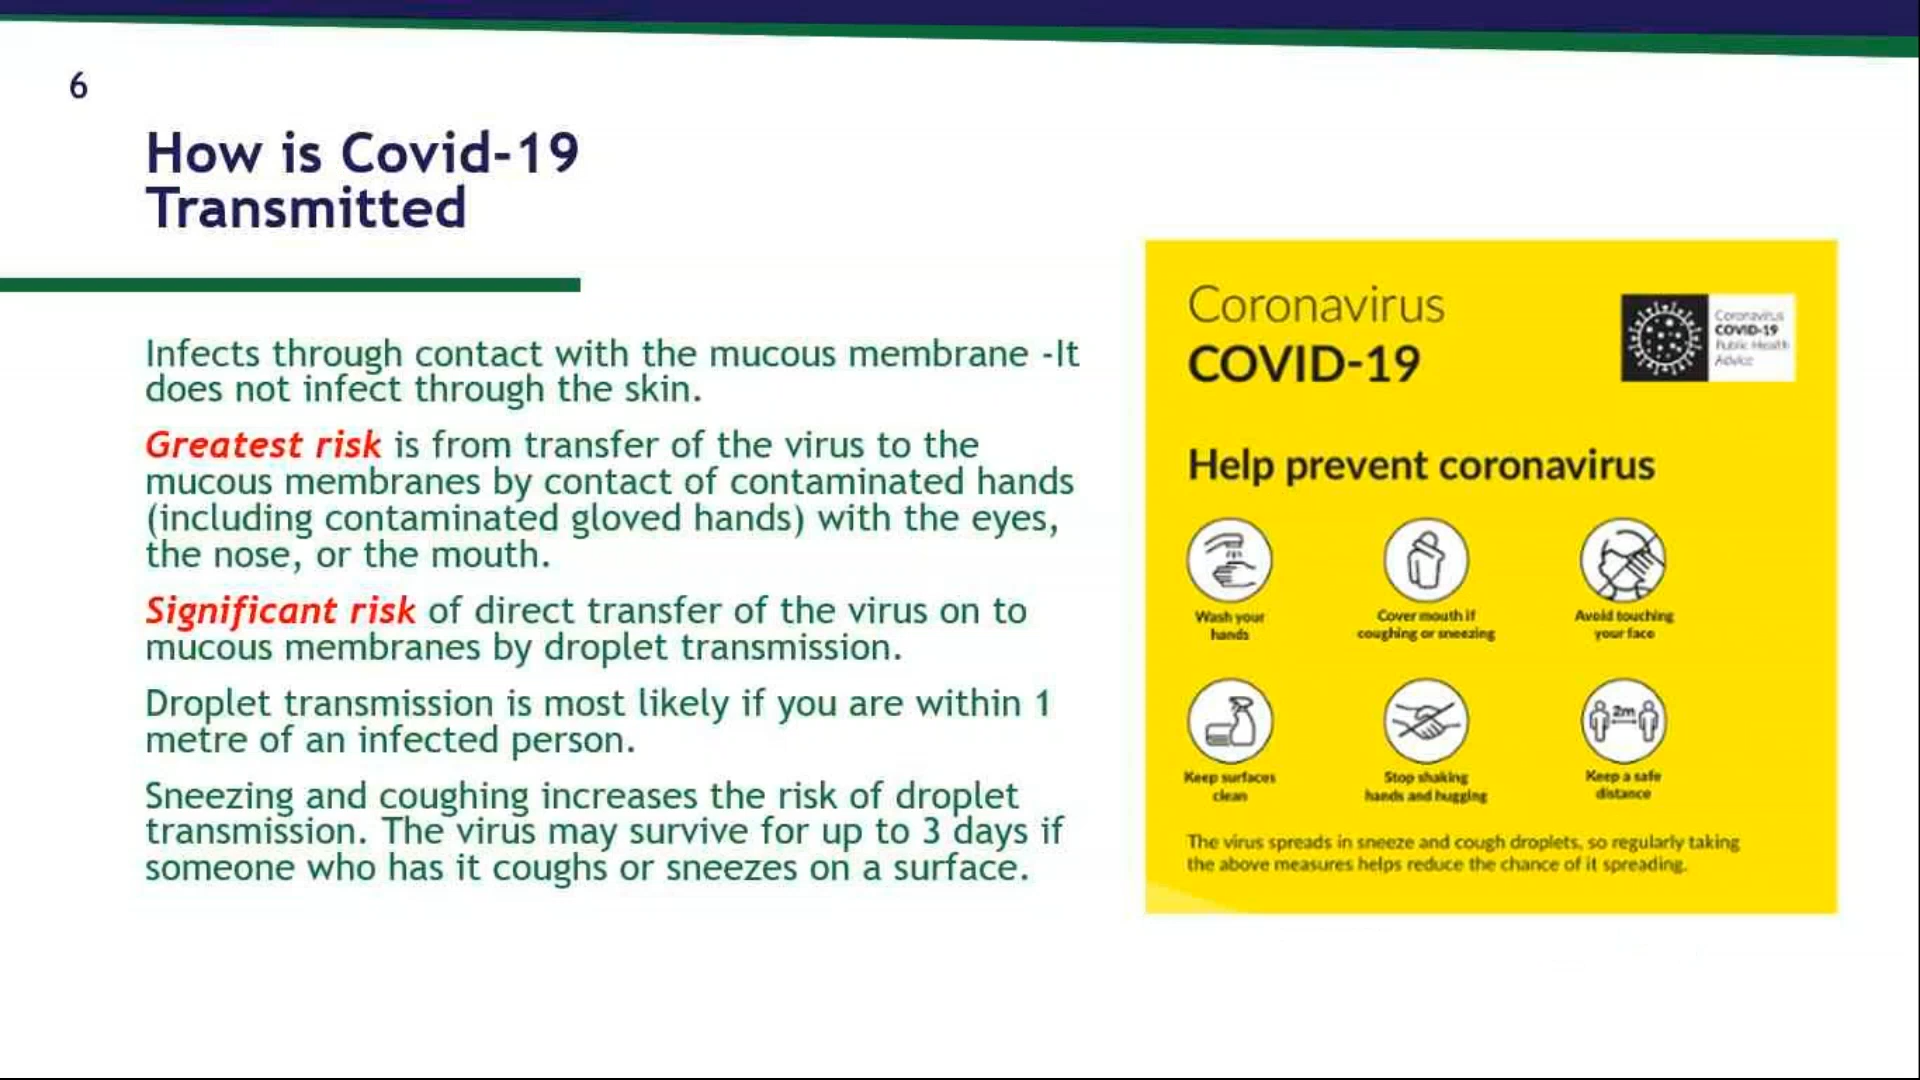 6
How is Covid-19
Transmitted
Infects through contact with the mucous membrane -It
does not infect through the skin.
Greatest risk is from transfer of the virus to the
mucous membranes by contact of contaminated hands
(including contaminated gloved hands) with the eyes,
the nose, or the mouth.
Significant risk of direct transfer of the virus on to
mucous membranes by droplet transmission.
Droplet transmission is most likely if you are within 1
metre of an infected person.
Sneezing and coughing increases the risk of droplet
transmission. The virus may survive for up to 3 days if
someone who has it coughs or sneezes on a surface.
Coronavirus
COVID-19
Coronavirus
COVID-19
Public Health
Advice
Help prevent coronavirus
Wash your
hands
Cover mouth if
coughing or sneezing
Avoid touching
your face
2m
Keep surfaces
clean
Stop shaking
hands and hugging
Keep a safe
distance
The virus spreads in sneeze and cough droplets, so regularly taking
the above measures helps reduce the chance of it spreading.